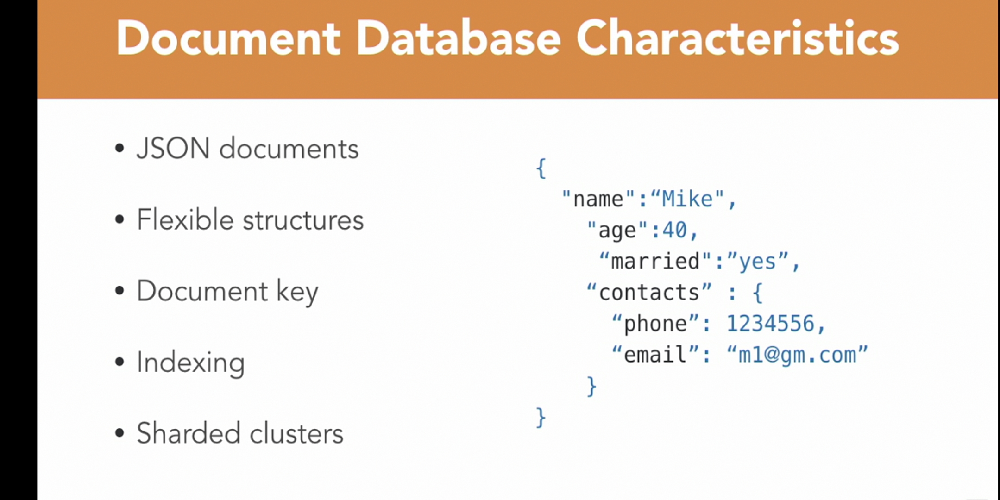 Document Database Characteristics
• JSON documents
• Flexible structures
• Document key
• Indexing
• Sharded clusters
{
"name":“Mike",
"age":40,
“married":”yes”,
“contacts” : {
“phone”: 1234556,
“email”: “m1@gm.com”
}
}